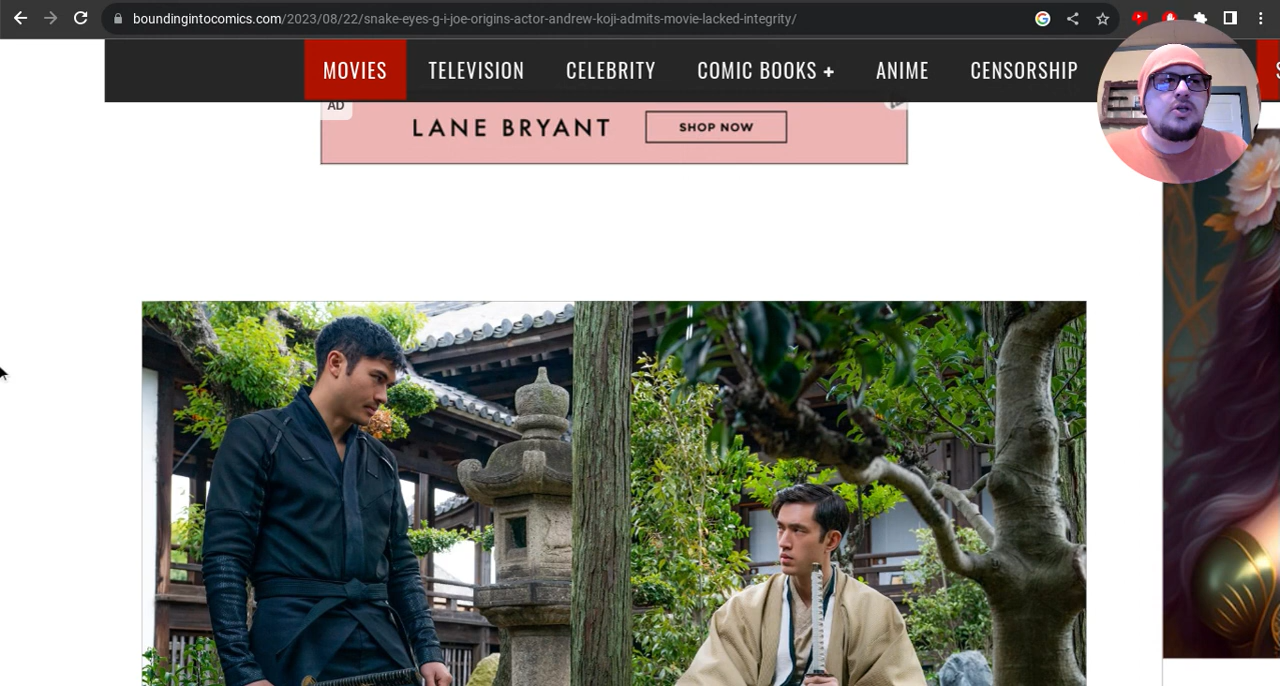 boundingintocomics.com/2023/08/22/snake-eyes-g-i-joe-origins-actor-andrew-koji-admits-movie-lacked-integrity/
MOVIES TELEVISION CELEBRITY COMIC BOOKS + ANIME CENSORSHIP
AD
LANE BRYANT SHOP NOW